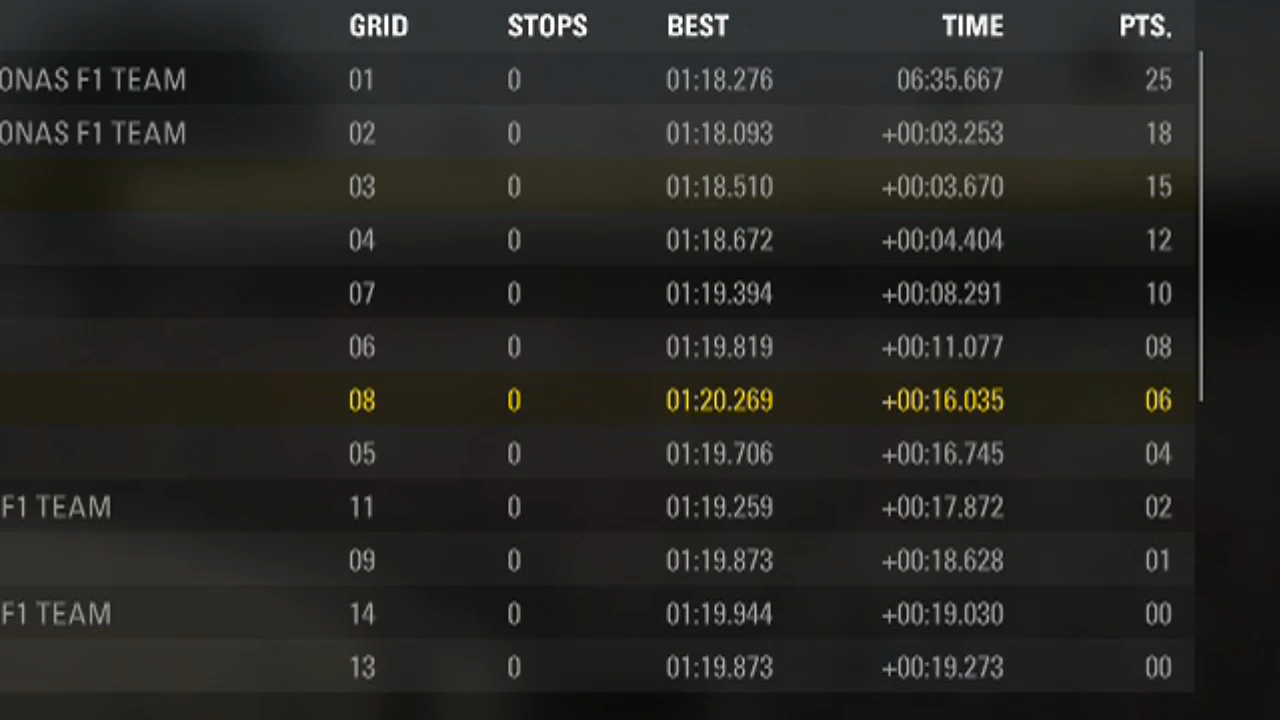 GRID STOPS BEST TIME PTS.
ONAS F1 TEAM 01 0 01:18.276 06:35.667 25
ONAS F1 TEAM 02 0 01:18.093 +00:03.253 18
03 0 01:18.510 +00:03.670 15
04 0 01:18.672 +00:04.404 12
07 0 01:19.394 +00:08.291 10
06 0 01:19.819 +00:11.077 08
08 0 01:20.269 +00:16.035 06
05 0 01:19.706 +00:16.745 04
F1 TEAM 11 0 01:19.259 +00:17.872 02
09 0 01:19.873 +00:18.628 01
F1 TEAM 14 0 01:19.944 +00:19.030 00
13 0 01:19.873 +00:19.273 00